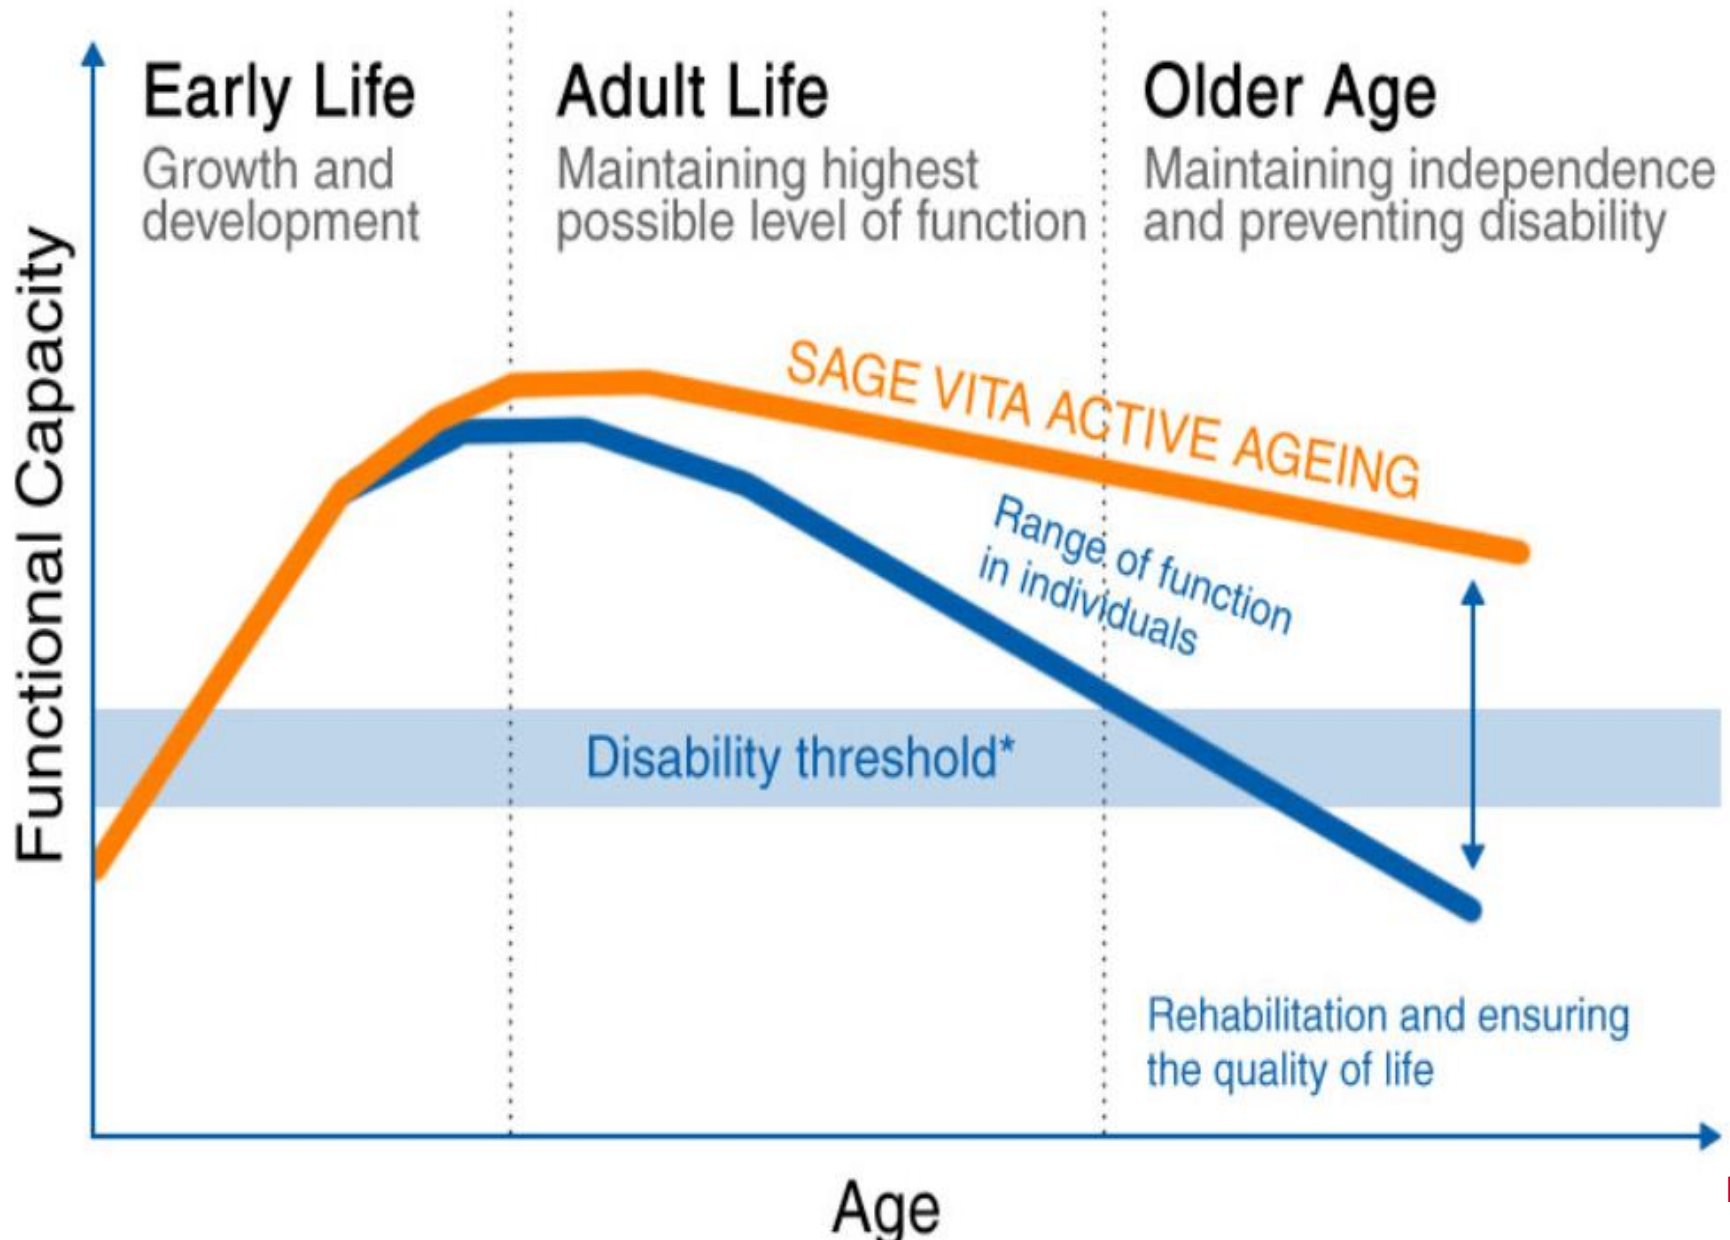 Early Life
Growth and
development
Adult Life
Maintaining highest
possible level of function
Older Age
Maintaining independence
and preventing disability
Functional Capacity
SAGE VITA ACTIVE AGEING
Range of function
in individuals
Disability threshold*
Rehabilitation and ensuring
the quality of life
Age